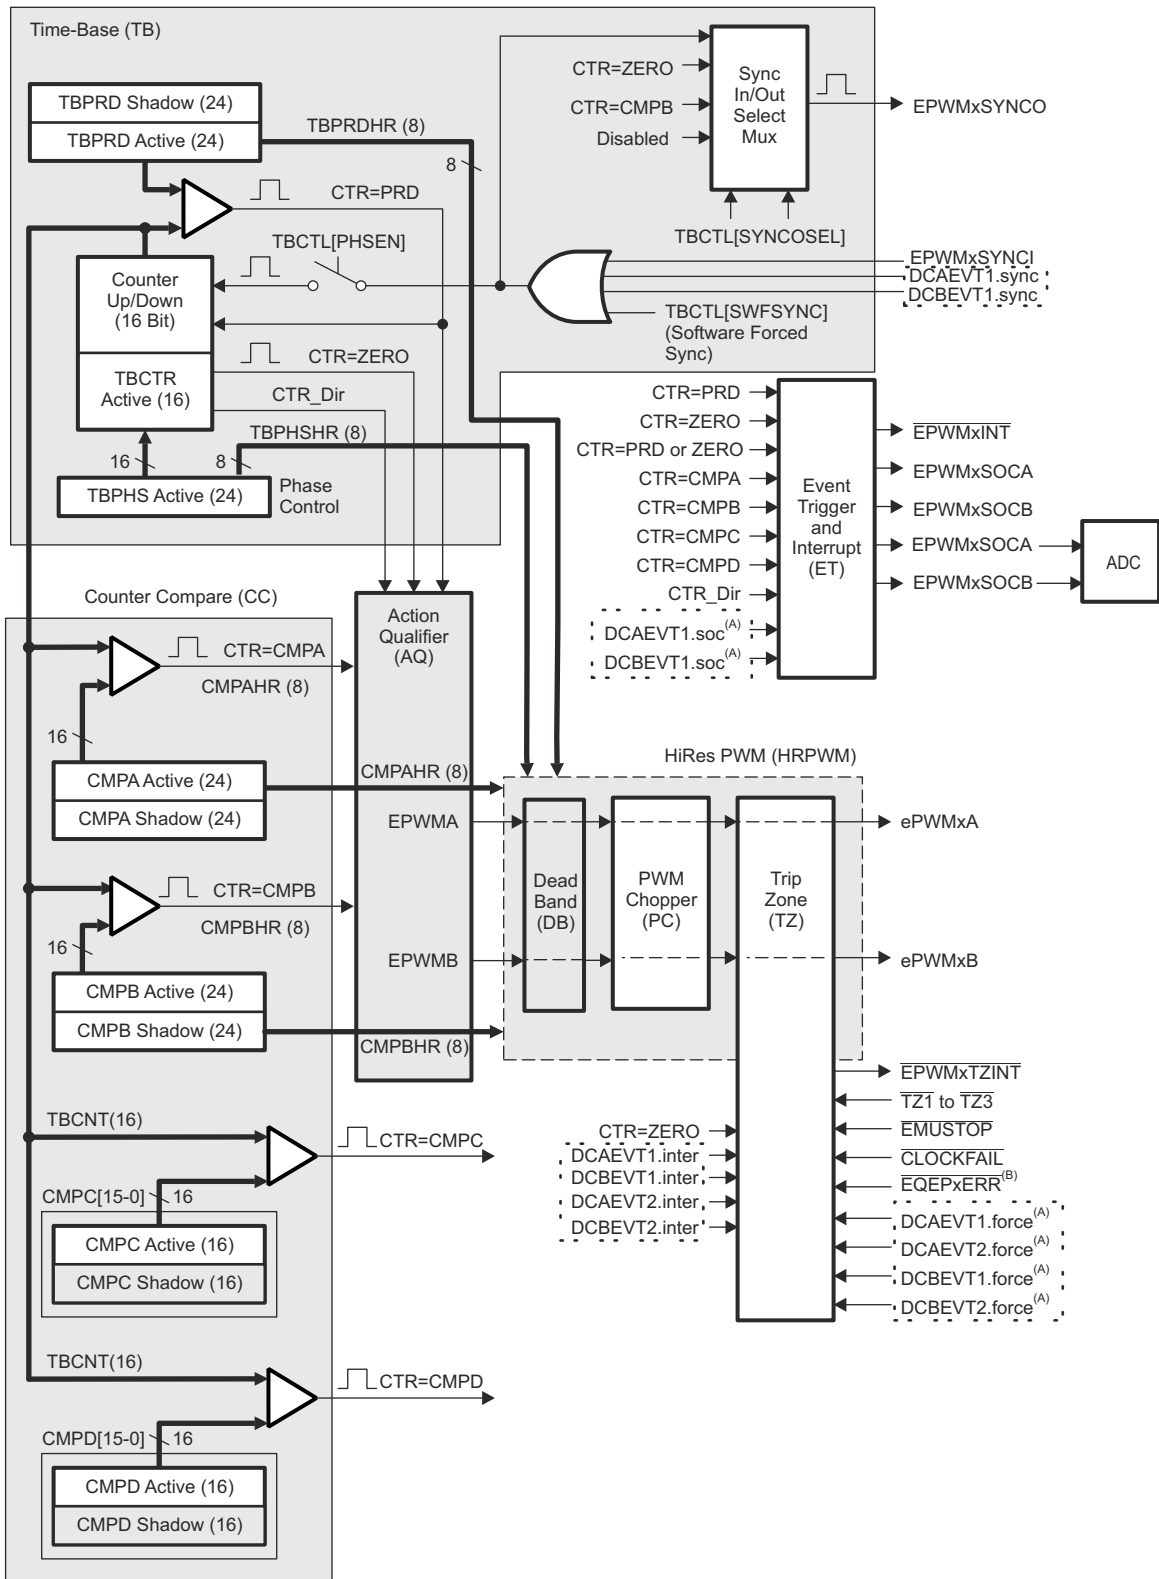 Time-Base (TB)
TBPRD Shadow (24)
TBPRD Active (24)
TBPRDHR (8)
8
CTR=PRD
TBCTL[PHSEN]
Counter
Up/Down
(16 Bit)
TBCTR
Active (16)
CTR=ZERO
CTR_Dir
TBPHSHR (8)
16
8
TBPHS Active (24)
Phase
Control
CTR=ZERO
CTR=CMPB
Disabled
Sync
In/Out
Select
Mux
EPWMxSYNCO
TBCTL[SYNCOSEL]
EPWMxSYNCI
DCAEVT1.sync
DCBEVT1.sync
TBCTL[SWFSYNC]
(Software Forced
Sync)
CTR=PRD
CTR=ZERO
CTR=PRD or ZERO
CTR=CMPA
CTR=CMPB
CTR=CMPC
CTR=CMPD
CTR_Dir
DCAEVT1.soc(A)
DCBEVT1.soc(A)
Event
Trigger
and
Interrupt
(ET)
EPWMxINT
EPWMxSOCA
EPWMxSOCB
EPWMxSOCA
EPWMxSOCB
ADC
Counter Compare (CC)
Action
Qualifier
(AQ)
CTR=CMPA
CMPAHR (8)
16
CMPA Active (24)
CMPA Shadow (24)
CMPAHR (8)
EPWMA
CTR=CMPB
CMPBHR (8)
16
EPWMB
CMPB Active (24)
CMPB Shadow (24)
CMPBHR (8)
HiRes PWM (HRPWM)
Dead
Band
(DB)
PWM
Chopper
(PC)
Trip
Zone
(TZ)
ePWMxA
ePWMxB
EPWMxTZINT
TZ1 to TZ3
EMUSTOP
CLOCKFAIL
EQEPxERR(B)
DCAEVT1.force(A)
DCAEVT2.force(A)
DCBEVT1.force(A)
DCBEVT2.force(A)
CTR=ZERO
DCAEVT1.inter
DCBEVT1.inter
DCAEVT2.inter
DCBEVT2.inter
TBCNT(16)
CTR=CMPC
CMPC[15-0]
16
CMPC Active (16)
CMPC Shadow (16)
TBCNT(16)
CTR=CMPD
CMPD[15-0]
16
CMPD Active (16)
CMPD Shadow (16)